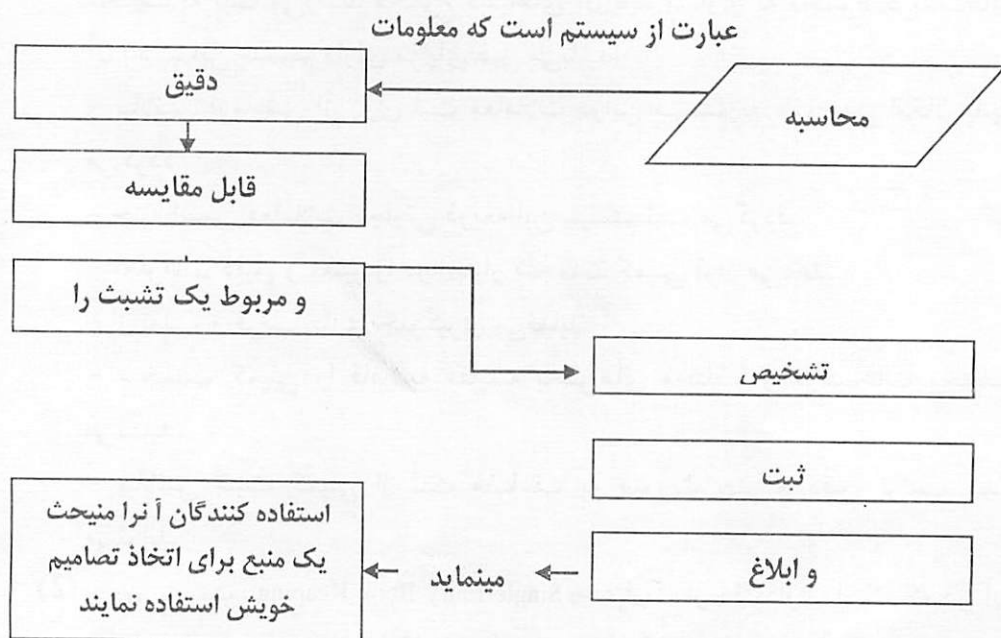 عبارت از سیستم است که معلومات
محاسبه
دقیق
قابل مقایسه
و مربوط یک تشبث را
تشخیص
ثبت
و ابلاغ
مینماید
استفاده کنندگان آنرا منیحث
یک منبع برای اتخاذ تصامیم
خویش استفاده نمایند